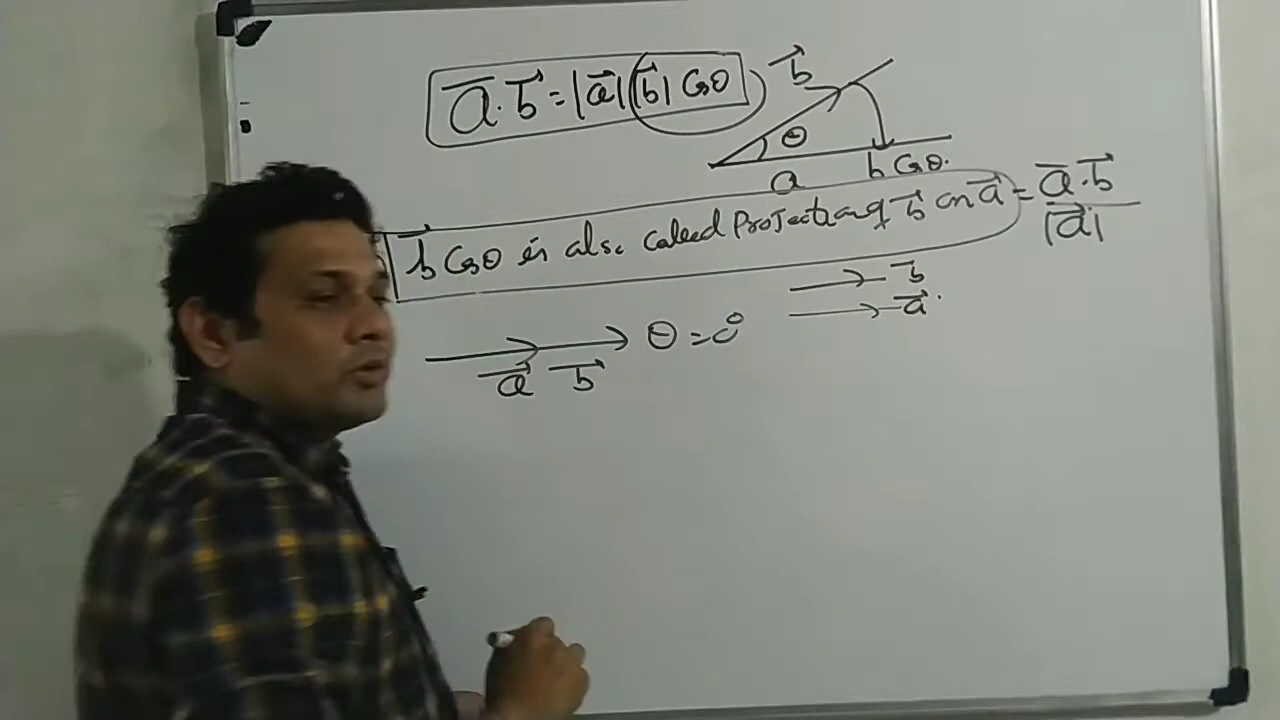 a̅·b⃗ = |a⃗| |b⃗| Cosθ
b⃗
θ
a
b Cosθ.
b⃗ Cosθ is also called Projection of b⃗ on a⃗ = a̅·b⃗ / |a⃗|
b⃗
a⃗.
a⃗ b⃗ θ = 0°